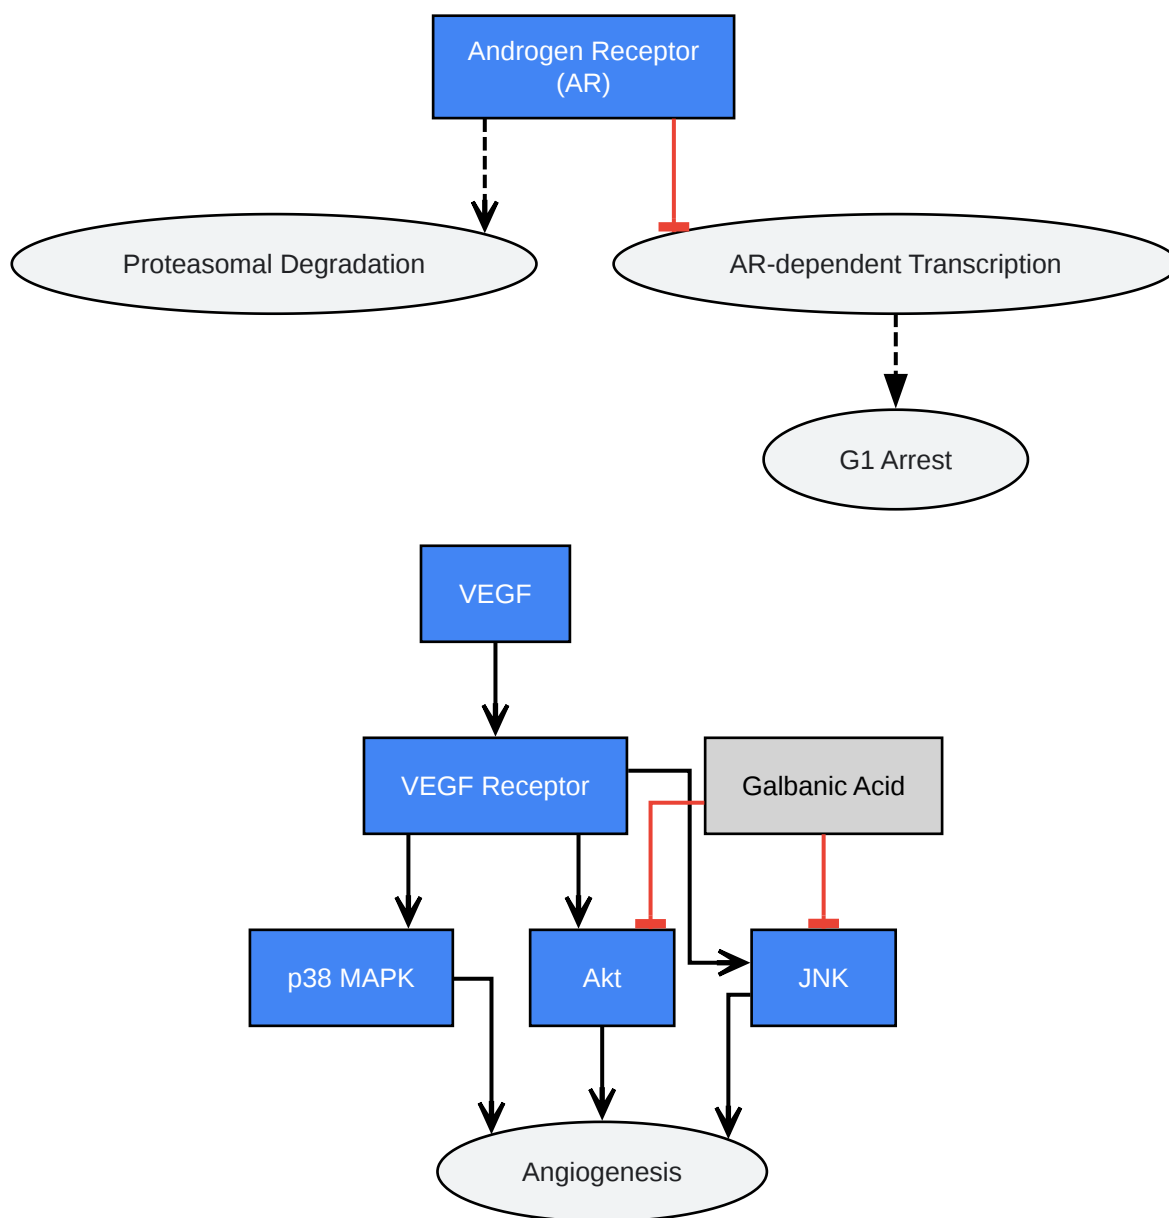 Androgen Receptor
(AR)
Proteasomal Degradation
AR-dependent Transcription
G1 Arrest
VEGF
VEGF Receptor
Galbanic Acid
p38 MAPK
Akt
JNK
Angiogenesis